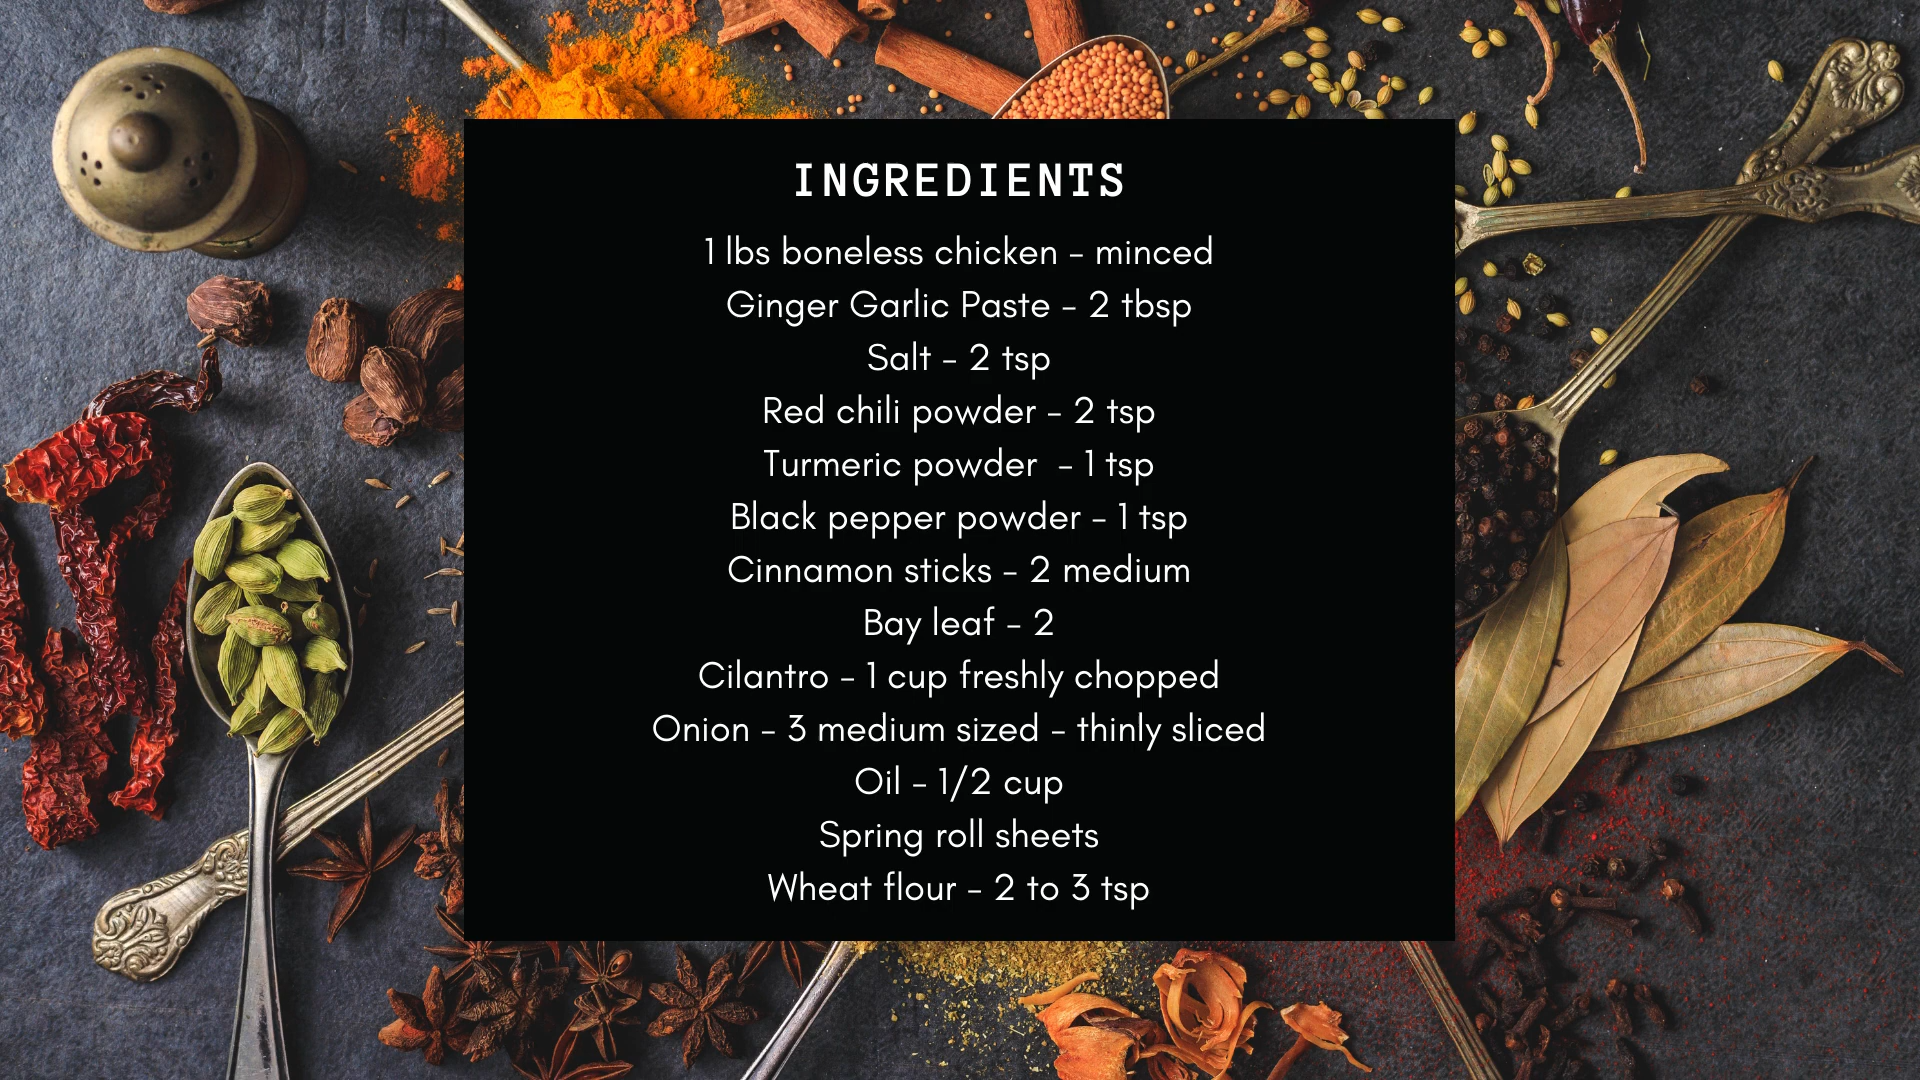 INGREDIENTS
1 lbs boneless chicken - minced
Ginger Garlic Paste - 2 tbsp
Salt - 2 tsp
Red chili powder - 2 tsp
Turmeric powder  - 1 tsp
Black pepper powder - 1 tsp
Cinnamon sticks - 2 medium
Bay leaf - 2
Cilantro - 1 cup freshly chopped
Onion - 3 medium sized - thinly sliced
Oil - 1/2 cup
Spring roll sheets
Wheat flour - 2 to 3 tsp